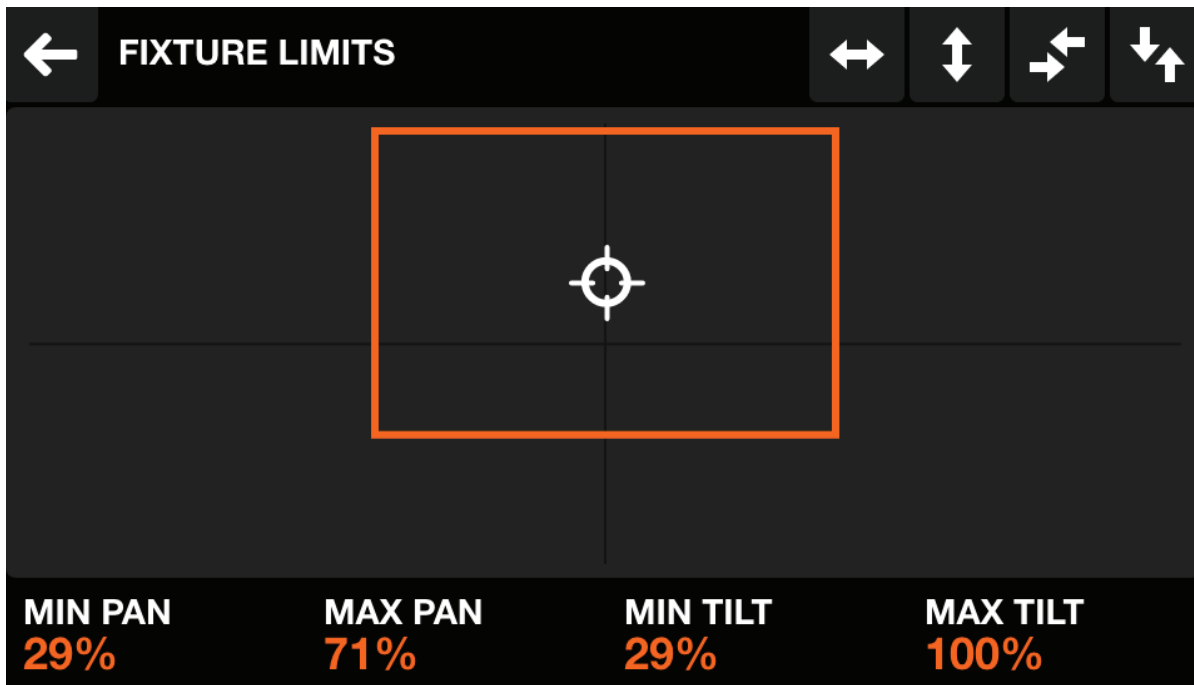 FIXTURE LIMITS
MIN PAN
29%
MAX PAN
71%
MIN TILT
29%
MAX TILT
100%